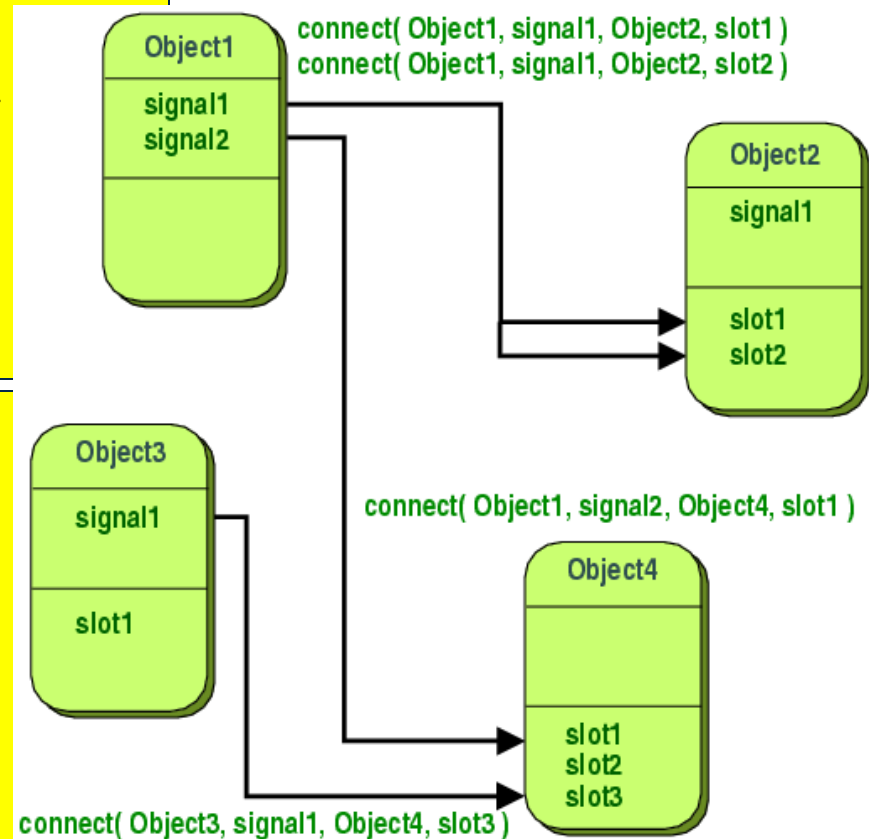 Object1
signal1
signal2
connect( Object1, signal1, Object2, slot1 )
connect( Object1, signal1, Object2, slot2 )
Object2
signal1
slot1
slot2
Object3
signal1
slot1
connect( Object1, signal2, Object4, slot1 )
Object4
slot1
slot2
slot3
connect( Object3, signal1, Object4, slot3 )